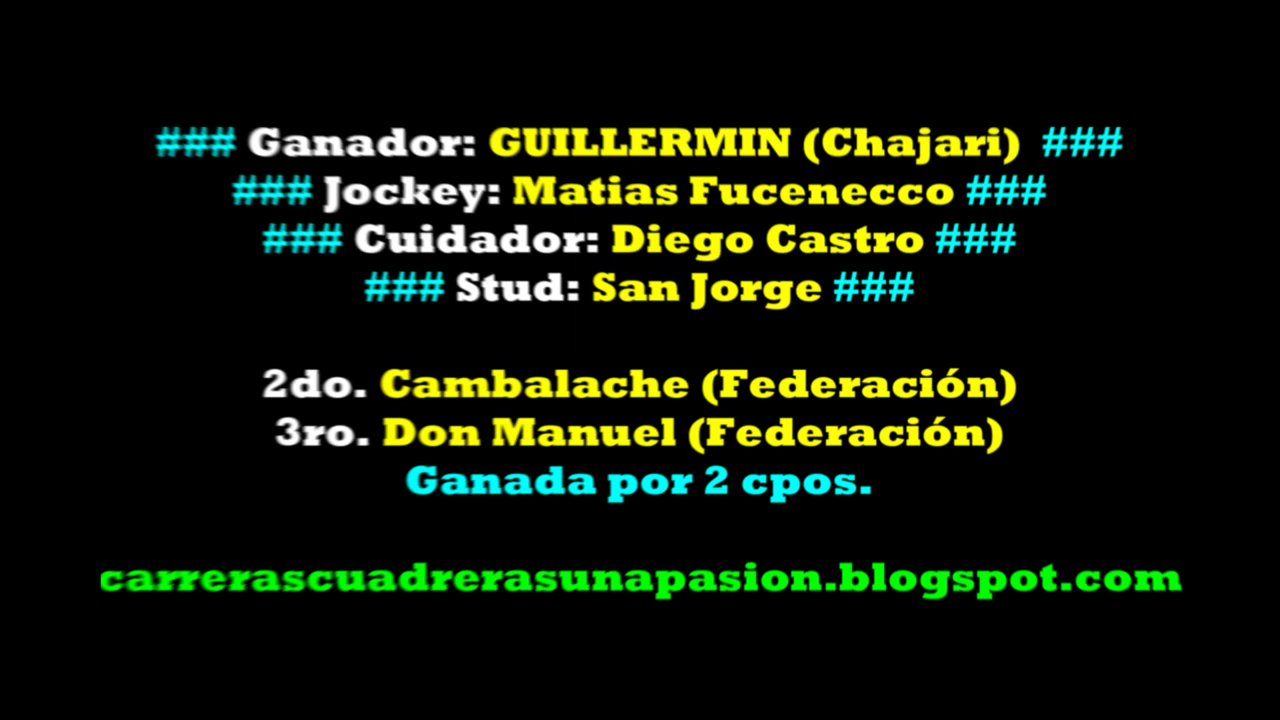 ### Ganador: GUILLERMIN (Chajari) ###
### Jockey: Matias Fucenecco ###
### Cuidador: Diego Castro ###
### Stud: San Jorge ###
2do. Cambalache (Federación)
3ro. Don Manuel (Federación)
Ganada por 2 cpos.
carrerascuadrerasunapasion.blogspot.com